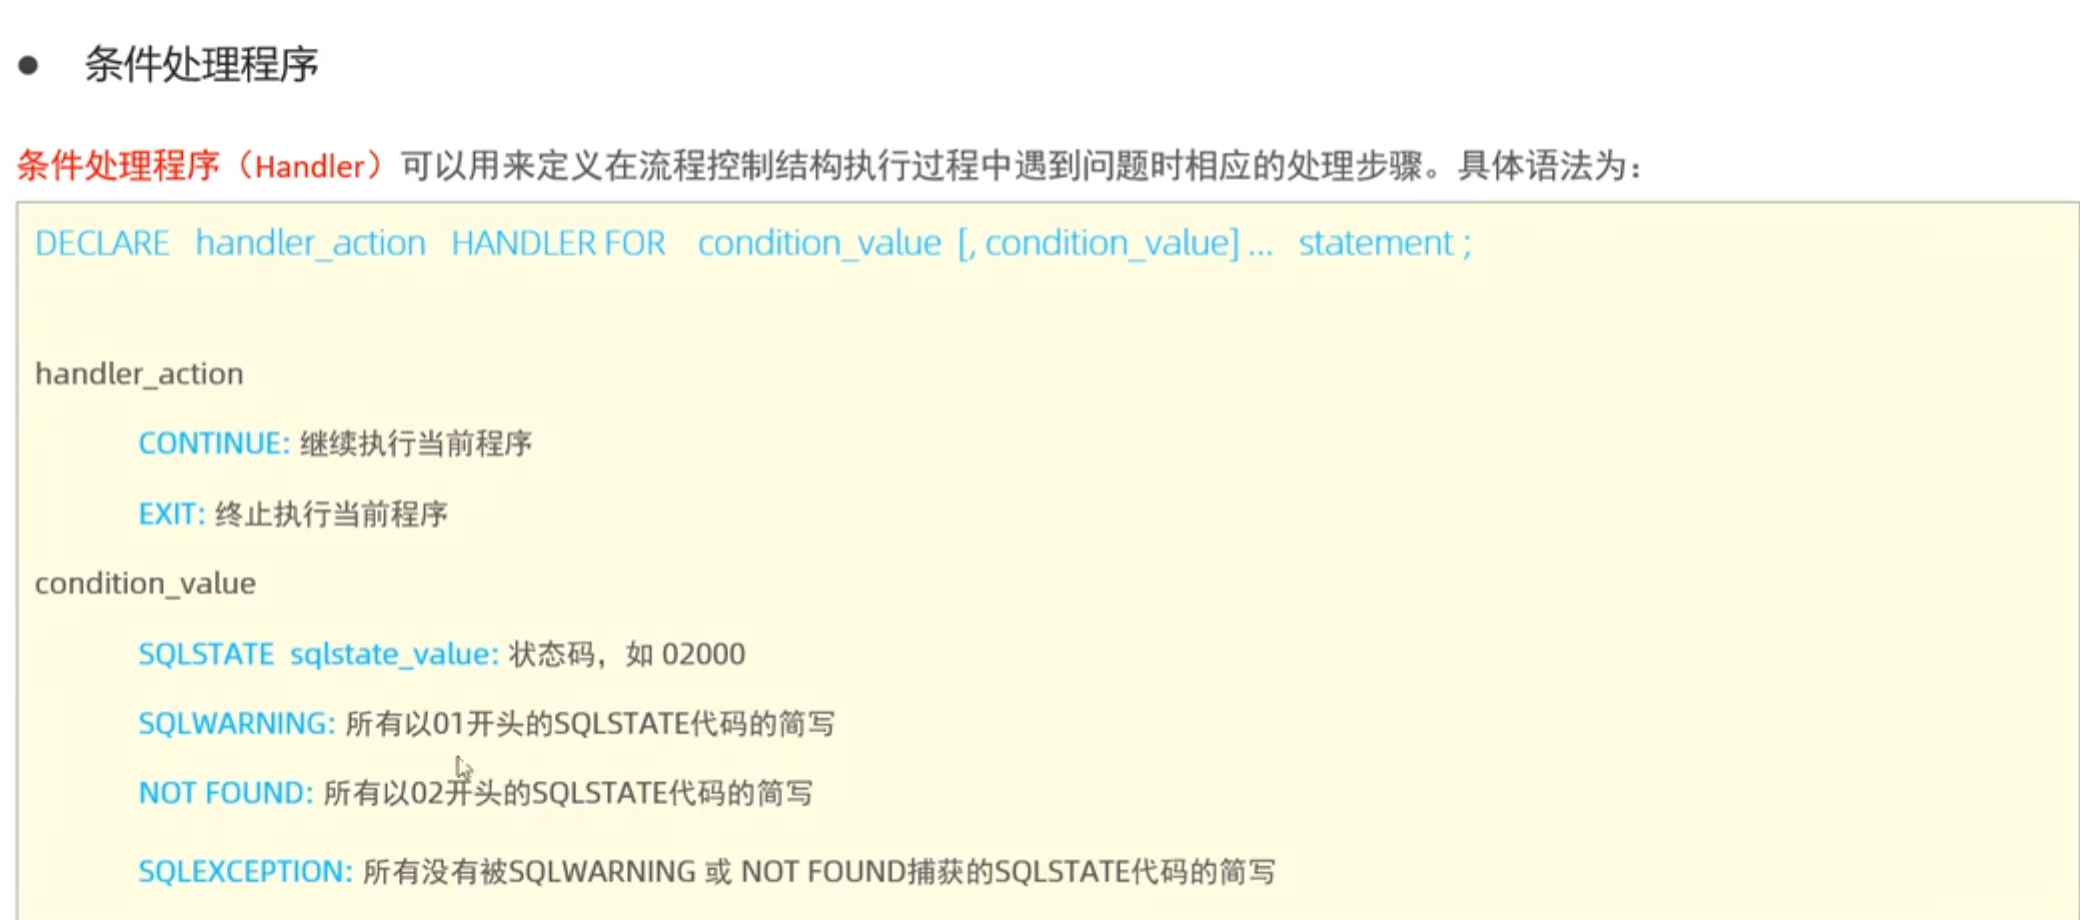 ● 条件处理程序
条件处理程序（Handler）可以用来定义在流程控制结构执行过程中遇到问题时相应的处理步骤。具体语法为：
DECLARE handler_action HANDLER FOR condition_value [, condition_value] ... statement ;
handler_action
CONTINUE: 继续执行当前程序
EXIT: 终止执行当前程序
condition_value
SQLSTATE sqlstate_value: 状态码，如 02000
SQLWARNING: 所有以01开头的SQLSTATE代码的简写
NOT FOUND: 所有以02开头的SQLSTATE代码的简写
SQLEXCEPTION: 所有没有被SQLWARNING 或 NOT FOUND捕获的SQLSTATE代码的简写